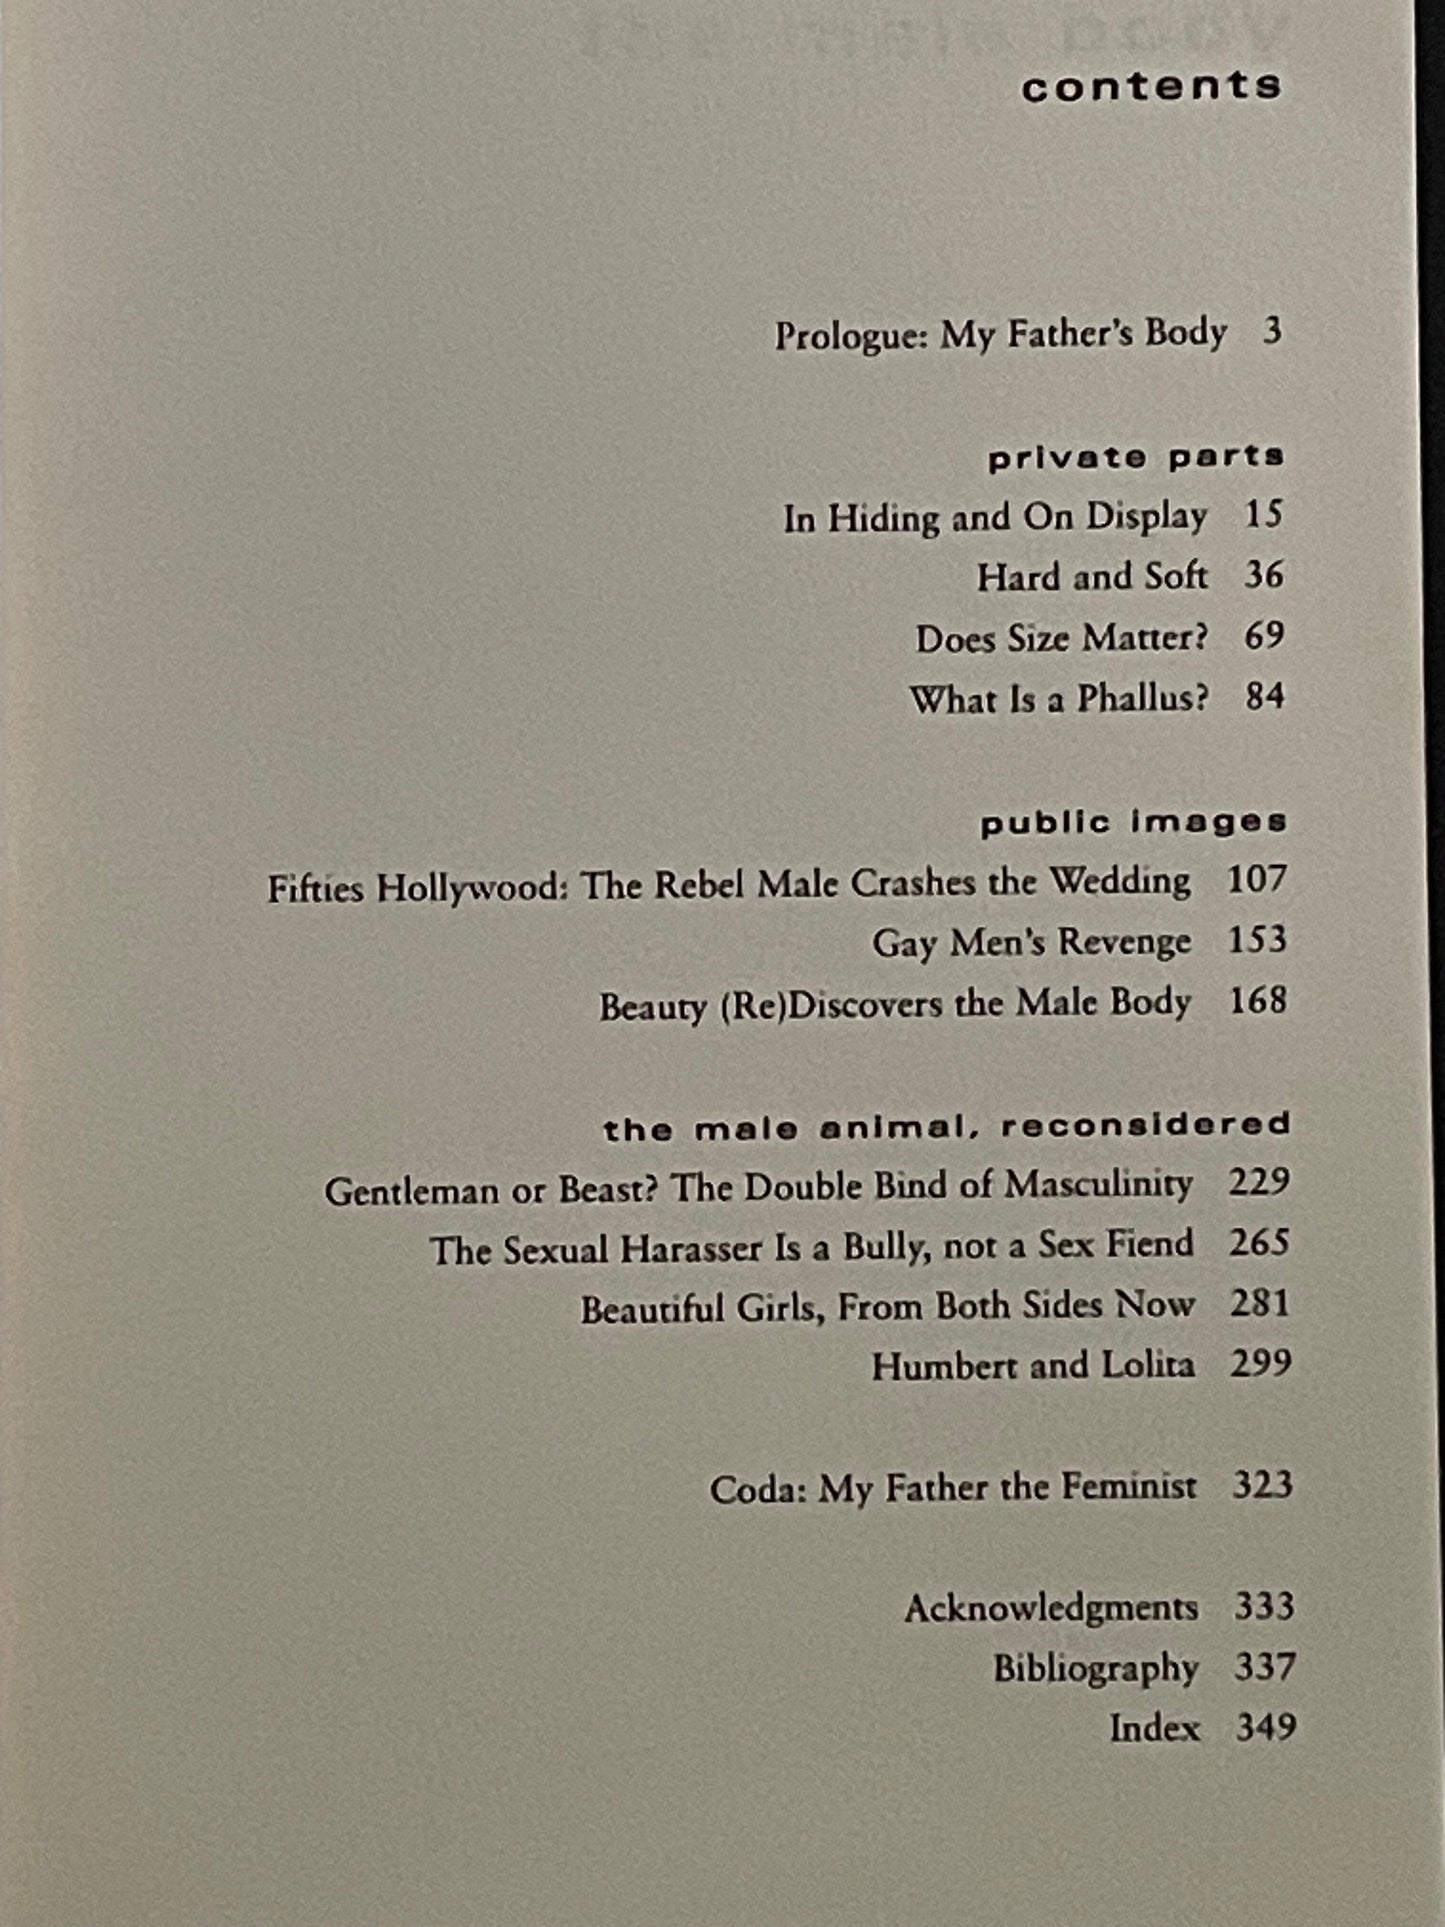 contents
Prologue: My Father's Body 3
private parts
In Hiding and On Display 15
Hard and Soft 36
Does Size Matter? 69
What Is a Phallus? 84
public images
Fifties Hollywood: The Rebel Male Crashes the Wedding 107
Gay Men's Revenge 153
Beauty (Re)Discovers the Male Body 168
the male animal, reconsidered
Gentleman or Beast? The Double Bind of Masculinity 229
The Sexual Harasser Is a Bully, not a Sex Fiend 265
Beautiful Girls, From Both Sides Now 281
Humbert and Lolita 299
Coda: My Father the Feminist 323
Acknowledgments 333
Bibliography 337
Index 349